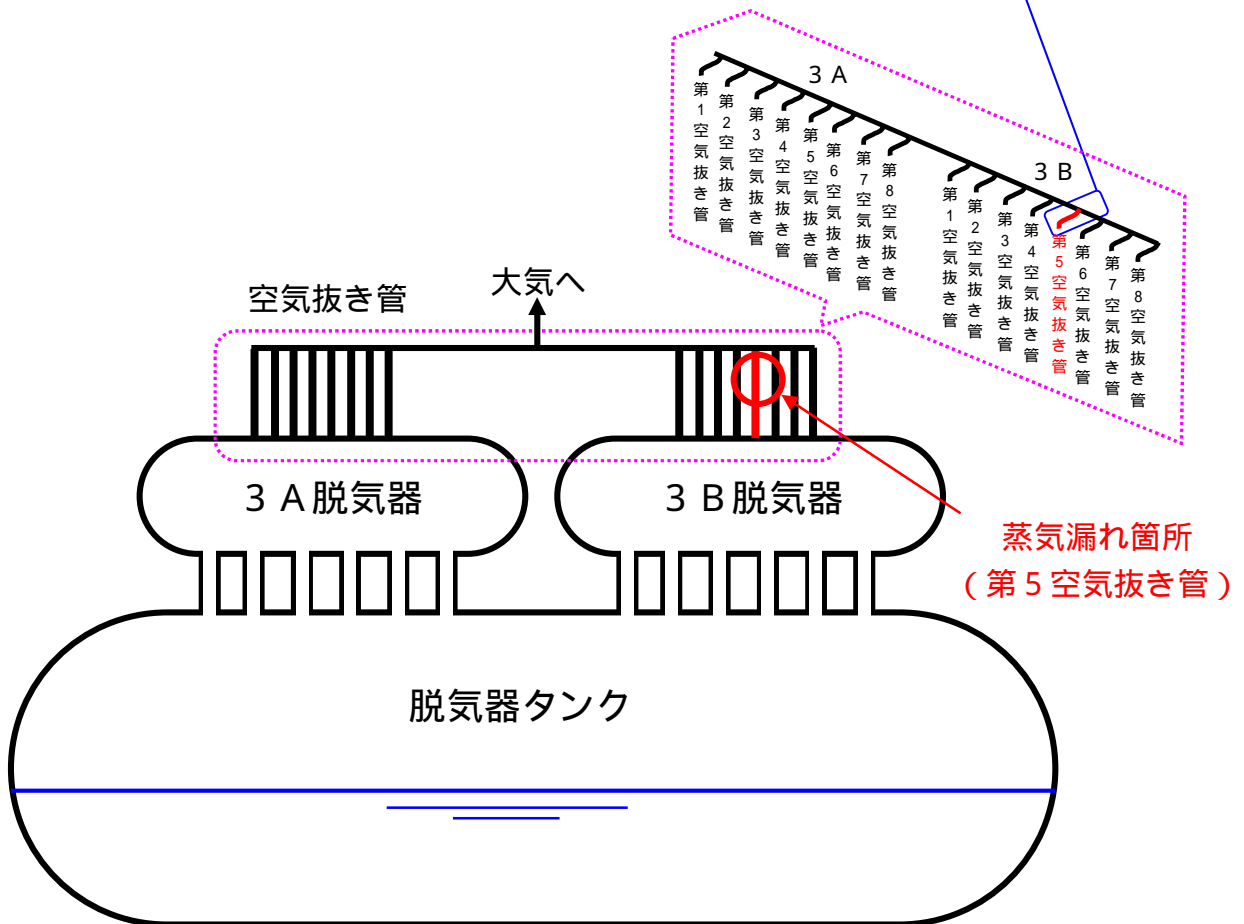 3A
第1空気抜き管
第2空気抜き管
第3空気抜き管
第4空気抜き管
第5空気抜き管
第6空気抜き管
第7空気抜き管
第8空気抜き管
3B
第1空気抜き管
第2空気抜き管
第3空気抜き管
第4空気抜き管
第5空気抜き管
第6空気抜き管
第7空気抜き管
第8空気抜き管
空気抜き管
大気へ
3A脱気器
3B脱気器
蒸気漏れ箇所
(第5空気抜き管)
脱気器タンク